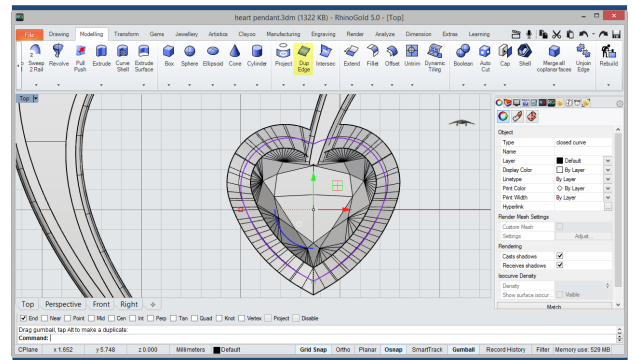 heart pendant.3dm (1322 KB) - RhinoGold 5.0 - [Top]
File Drawing Modelling Transform Gems Jewellery Artistics Clayoo Manufacturing Engraving Render Analyze Dimension Extras Learning
Sweep 2 Rail Revolve Pull Push Extrude Curve Shell Extrude Surface Box Sphere Ellipsoid Cone Cylinder Project Dup Edge Intersec Extend Fillet Offset Untrim Dynamic Tiling Boolean Auto Cut Cap Shell Merge all coplanar faces Unjoin Edge Rebuild
Top
Object
Type closed curve
Name
Layer Default
Display Color By Layer
Linetype By Layer
Print Color By Layer
Print Width By Layer
Hyperlink ...
Render Mesh Settings
Custom Mesh
Settings Adjust...
Rendering
Casts shadows
Receives shadows
Isocurve Density
Density
Show surface isocur Visible
Match
Top Perspective Front Right
End Near Point Mid Cen Int Perp Tan Quad Knot Vertex Project Disable
Drag gumball, tap Alt to make a duplicate:
Command:
CPlane x 1.652 y 5.748 z 0.000 Millimeters Default Grid Snap Ortho Planar Osnap SmartTrack Gumball Record History Filter Memory use: 529 MB